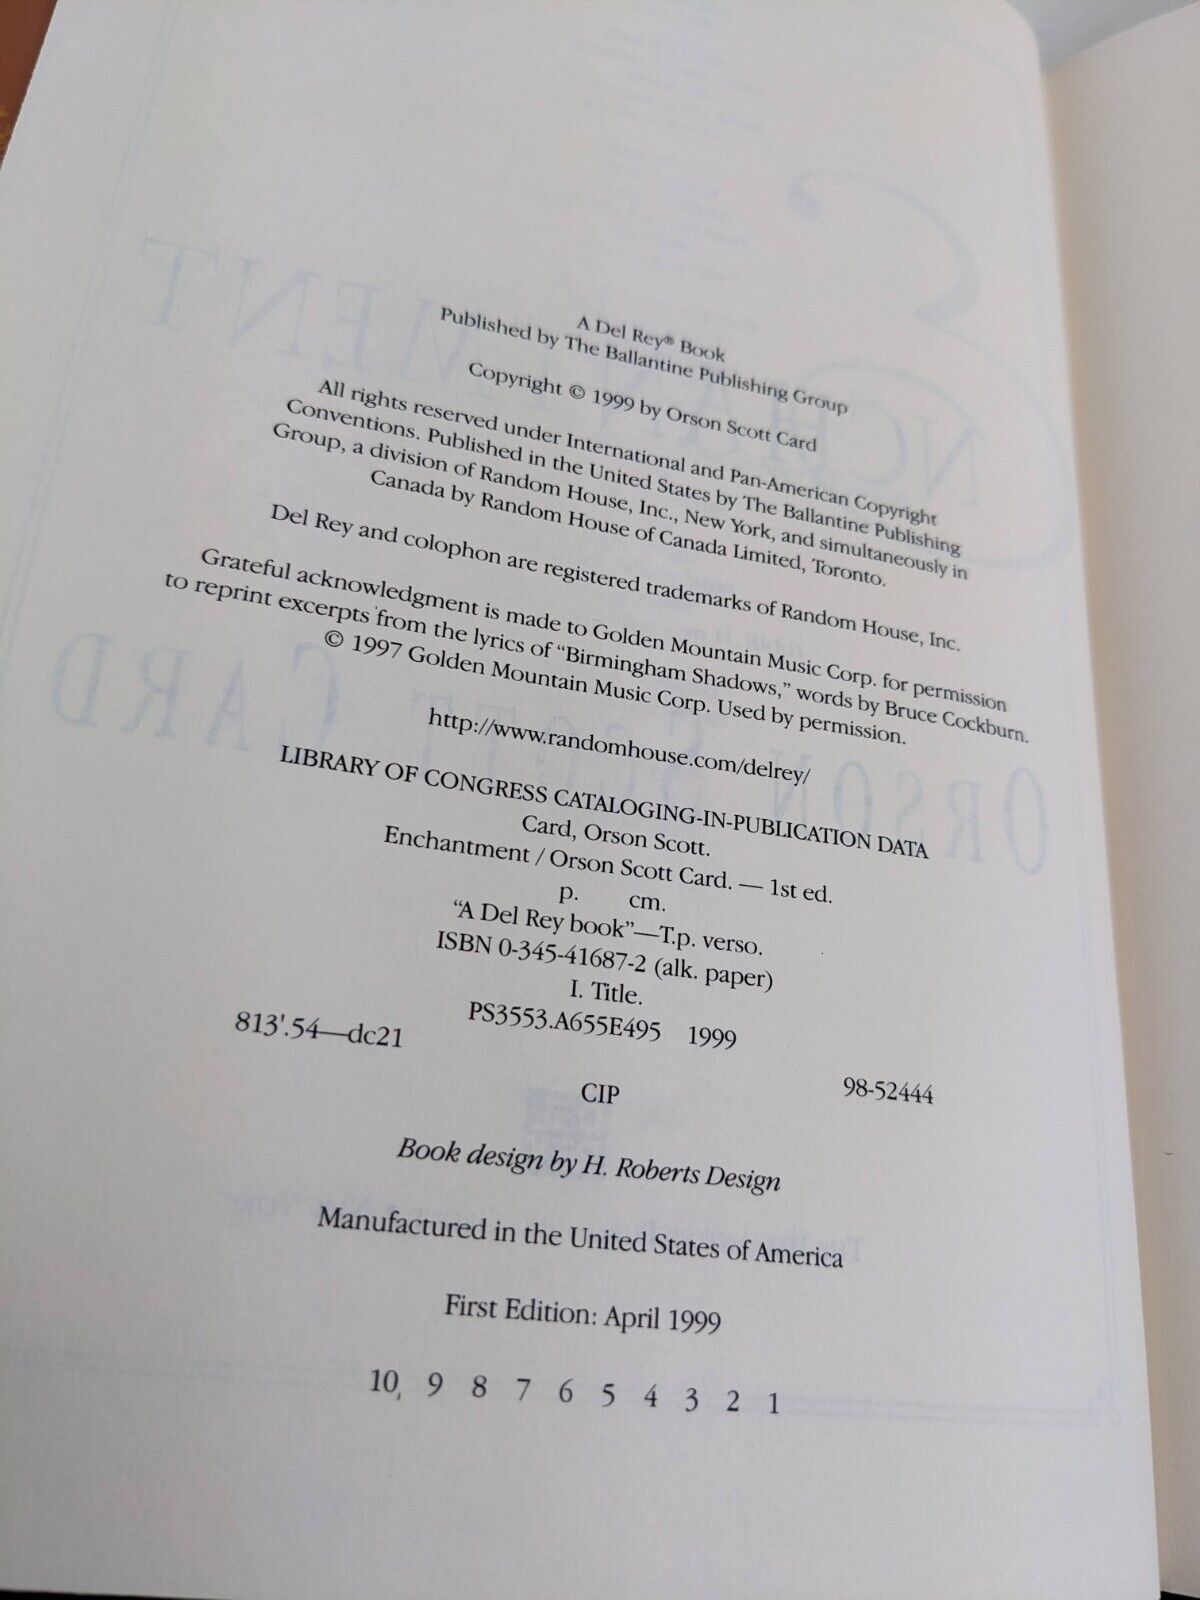 A Del Rey® Book
Published by The Ballantine Publishing Group
Copyright © 1999 by Orson Scott Card
All rights reserved under International and Pan-American Copyright
Conventions. Published in the United States by The Ballantine Publishing
Group, a division of Random House, Inc., New York, and simultaneously in
Canada by Random House of Canada Limited, Toronto.
Del Rey and colophon are registered trademarks of Random House, Inc.
Grateful acknowledgment is made to Golden Mountain Music Corp. for permission
to reprint excerpts from the lyrics of “Birmingham Shadows,” words by Bruce Cockburn.
© 1997 Golden Mountain Music Corp. Used by permission.
http://www.randomhouse.com/delrey/
LIBRARY OF CONGRESS CATALOGING-IN-PUBLICATION DATA
Card, Orson Scott.
Enchantment / Orson Scott Card. — 1st ed.
p. cm.
“A Del Rey book”—T.p. verso.
ISBN 0-345-41687-2 (alk. paper)
I. Title.
PS3553.A655E495 1999
813'.54—dc21
98-52444
CIP
Book design by H. Roberts Design
Manufactured in the United States of America
First Edition: April 1999
10 9 8 7 6 5 4 3 2 1